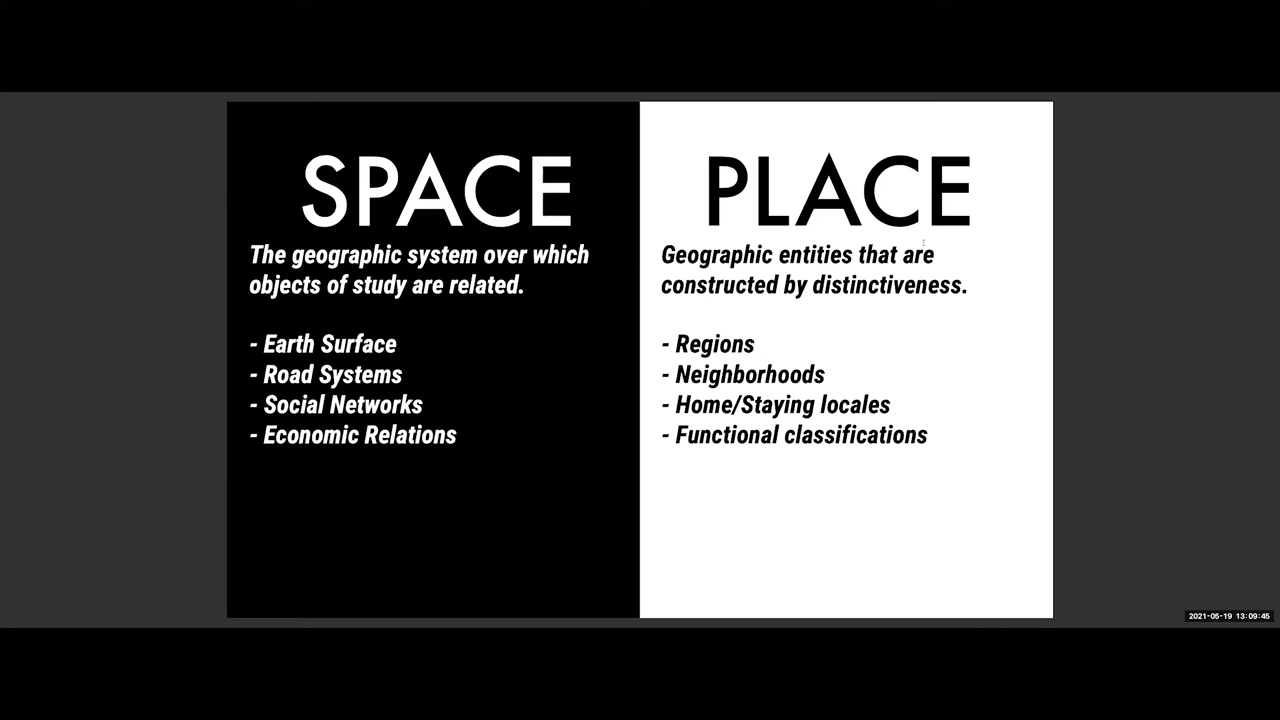 SPACE
The geographic system over which
objects of study are related.
- Earth Surface
- Road Systems
- Social Networks
- Economic Relations
PLACE
Geographic entities that are
constructed by distinctiveness.
- Regions
- Neighborhoods
- Home/Staying locales
- Functional classifications
2021-05-19 13:09:45